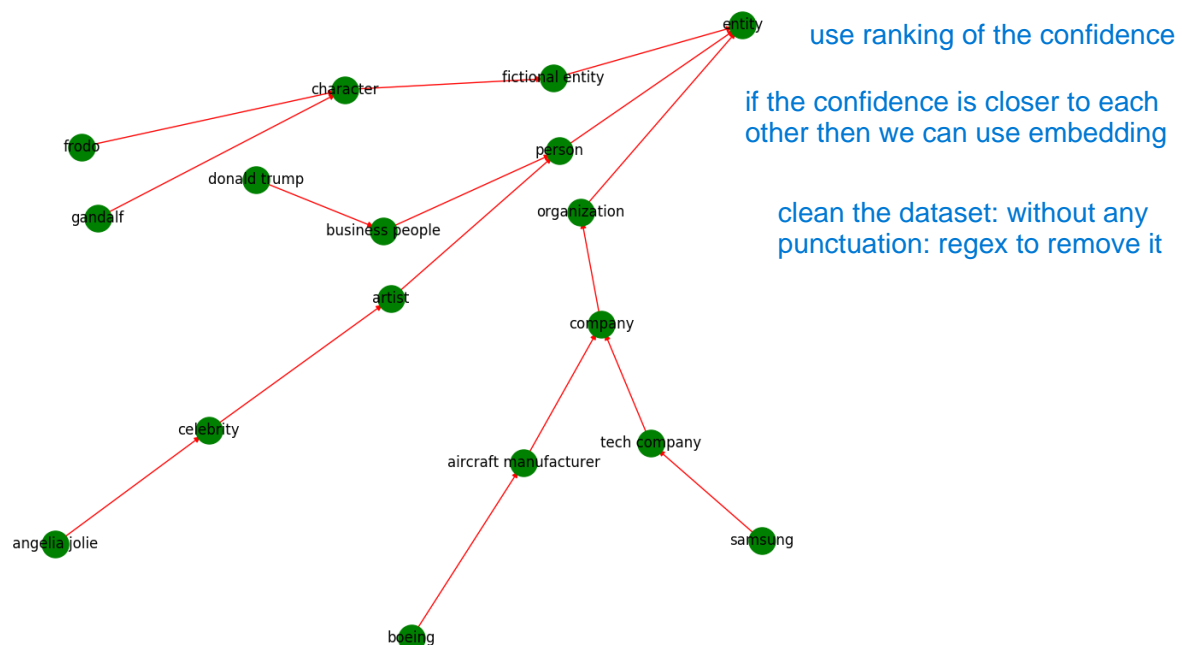 entity
use ranking of the confidence
fictional entity
character
if the confidence is closer to each
other then we can use embedding
frodo
person
donald trump
gandalf
organization
business people
clean the dataset: without any
punctuation: regex to remove it
artist
company
celebrity
tech company
aircraft manufacturer
angelia jolie
samsung
boeing